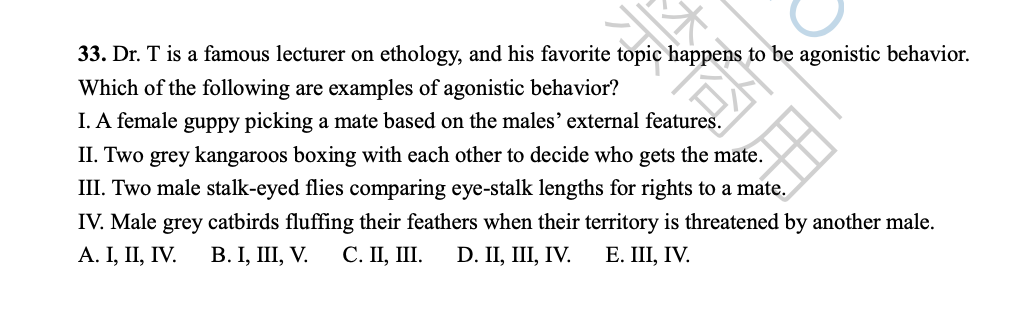 33. Dr. T is a famous lecturer on ethology, and his favorite topic happens to be agonistic behavior.
Which of the following are examples of agonistic behavior?
I. A female guppy picking a mate based on the males’ external features.
II. Two grey kangaroos boxing with each other to decide who gets the mate.
III. Two male stalk-eyed flies comparing eye-stalk lengths for rights to a mate.
IV. Male grey catbirds fluffing their feathers when their territory is threatened by another male.
A. I, II, IV. B. I, III, V. C. II, III. D. II, III, IV. E. III, IV.
禁商用